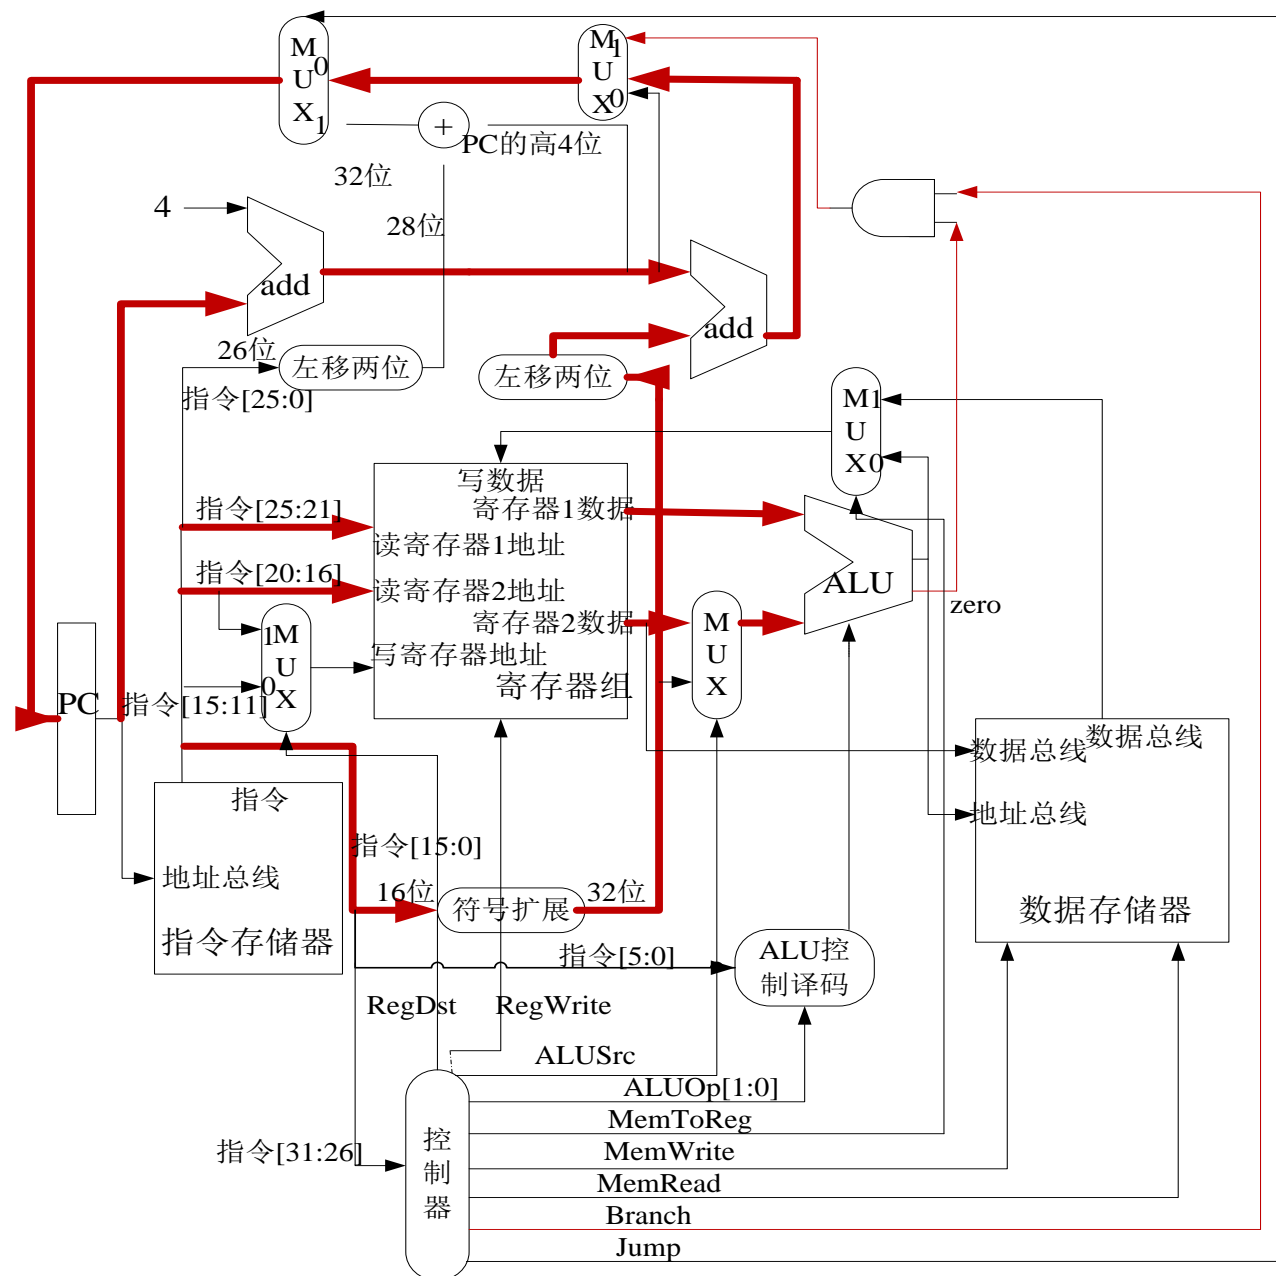 M
0
U
X
1
M
1
U
X
0
+
PC的高4位
32位
4
28位
add
add
26位
左移两位
左移两位
指令[25:0]
M1
U
X0
写数据
指令[25:21]
寄存器1数据
读寄存器1地址
指令[20:16]
读寄存器2地址
ALU
zero
寄存器2数据
1M
U
0
X
M
U
X
写寄存器地址
寄存器组
PC
指令[15:11]
数据总线
数据总线
指令
地址总线
指令[15:0]
地址总线
16位
符号扩展
32位
数据存储器
指令存储器
指令[5:0]
ALU控
制译码
RegDst
RegWrite
ALUSrc
ALUOp[1:0]
MemToReg
指令[31:26]
控
制
器
MemWrite
MemRead
Branch
Jump